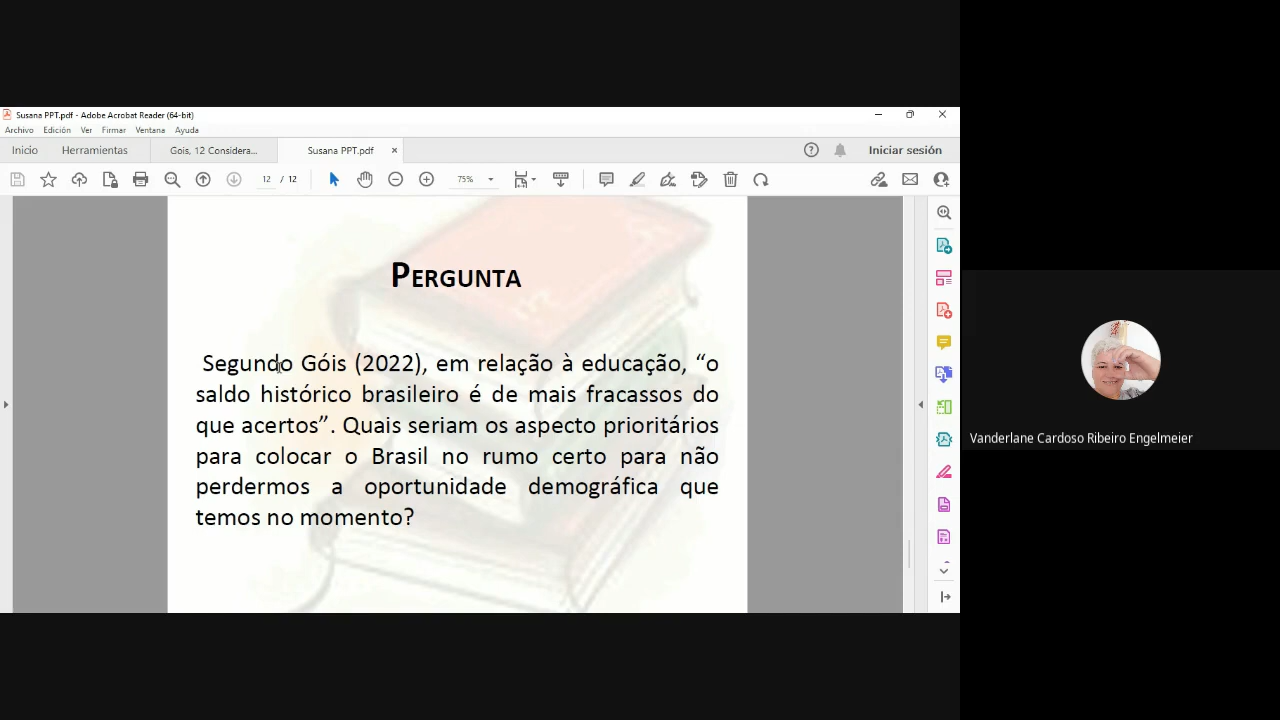 Susana PPT.pdf - Adobe Acrobat Reader (64-bit)
Archivo Edición Ver Firmar Ventana Ayuda
Inicio Herramientas Gois, 12 Considera... Susana PPT.pdf Iniciar sesión
12 / 12 75%
PERGUNTA
Segundo Góis (2022), em relação à educação, “o
saldo histórico brasileiro é de mais fracassos do
que acertos”. Quais seriam os aspecto prioritários
para colocar o Brasil no rumo certo para não
perdermos a oportunidade demográfica que
temos no momento?
Vanderlane Cardoso Ribeiro Engelmeier